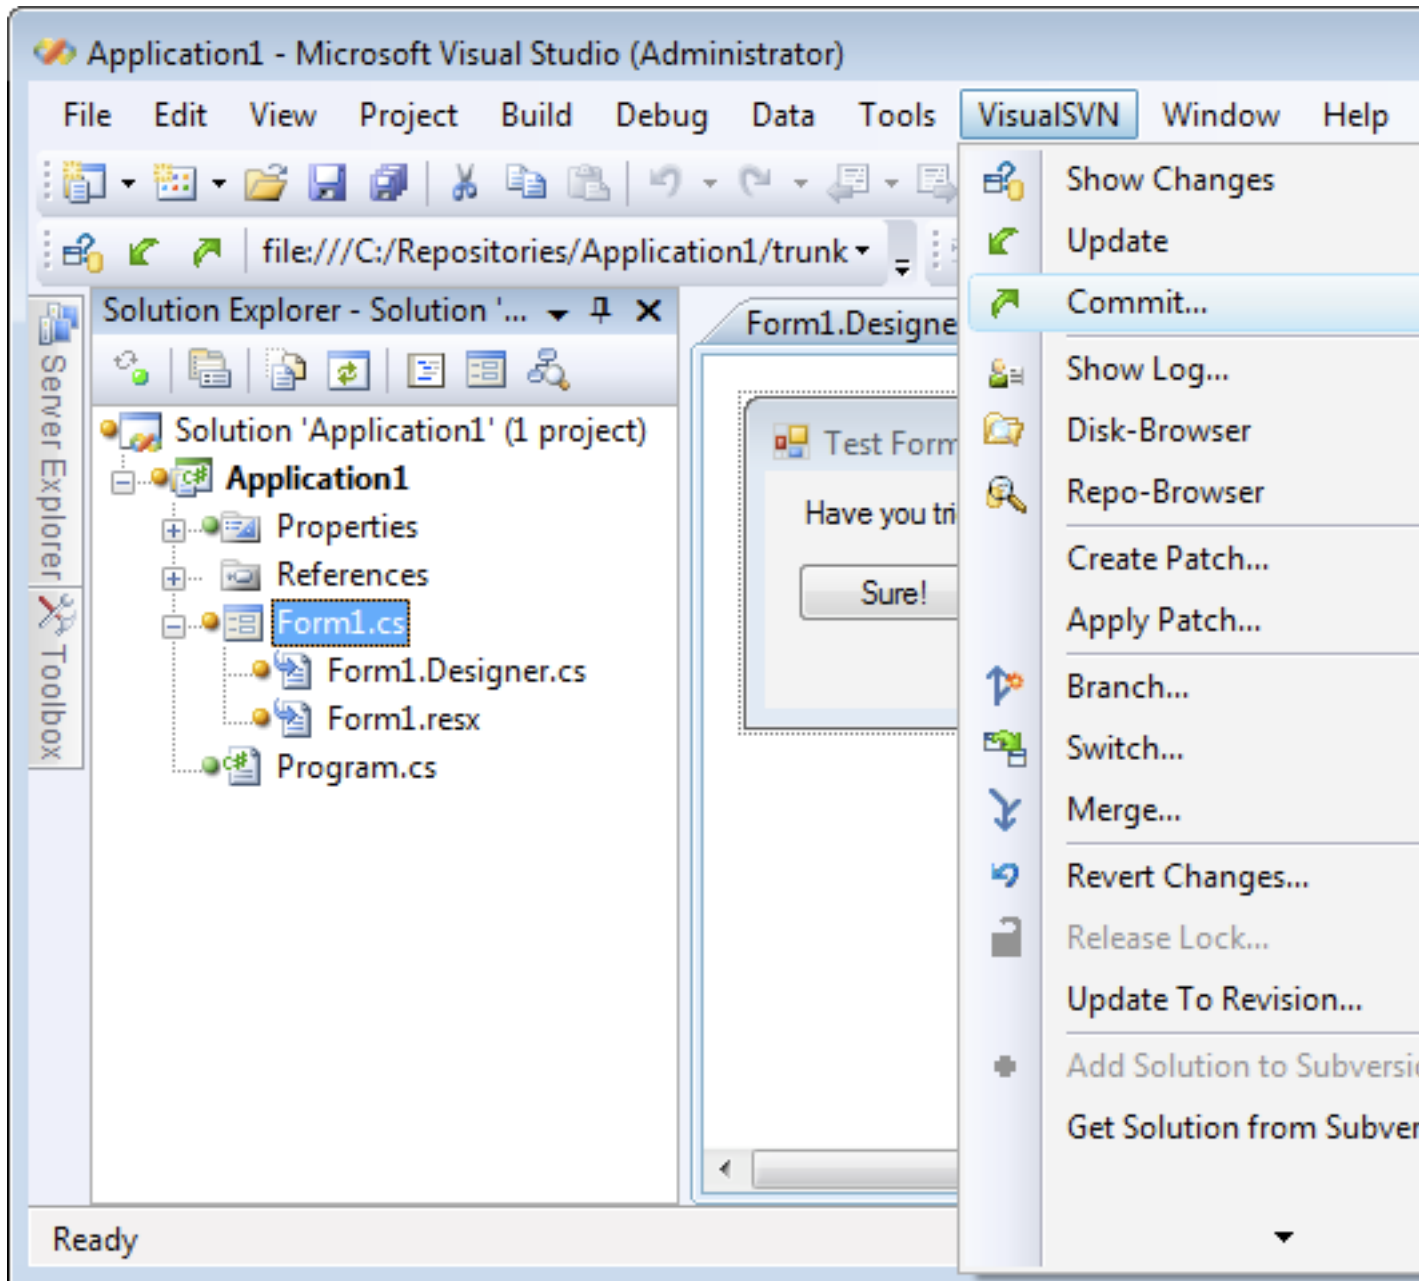 Application1 - Microsoft Visual Studio (Administrator)
File Edit View Project Build Debug Data Tools VisualSVN Window Help
file:///C:/Repositories/Application1/trunk
Server Explorer
Toolbox
Solution Explorer - Solution '...
Solution 'Application1' (1 project)
Application1
Properties
References
Form1.cs
Form1.Designer.cs
Form1.resx
Program.cs
Form1.Designe
Test Form
Have you tri
Sure!
Show Changes
Update
Commit...
Show Log...
Disk-Browser
Repo-Browser
Create Patch...
Apply Patch...
Branch...
Switch...
Merge...
Revert Changes...
Release Lock...
Update To Revision...
Add Solution to Subversi
Get Solution from Subver
Ready